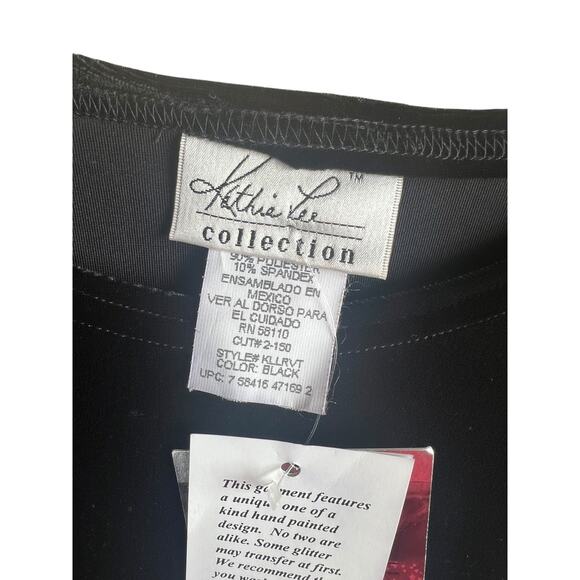 Kathie Lee
TM
collection
90% POLIESTER
10% SPANDEX
ENSAMBLADO EN
MEXICO
VER AL DORSO PARA
EL CUIDADO
RN 58110
CUT# 2-150
STYLE# KLLRVT
COLOR: BLACK
UPC: 7 58416 47169 2
This garment features
a unique one of a
kind hand painted
design. No two are
alike. Some glitter
may transfer at first.
We recommend